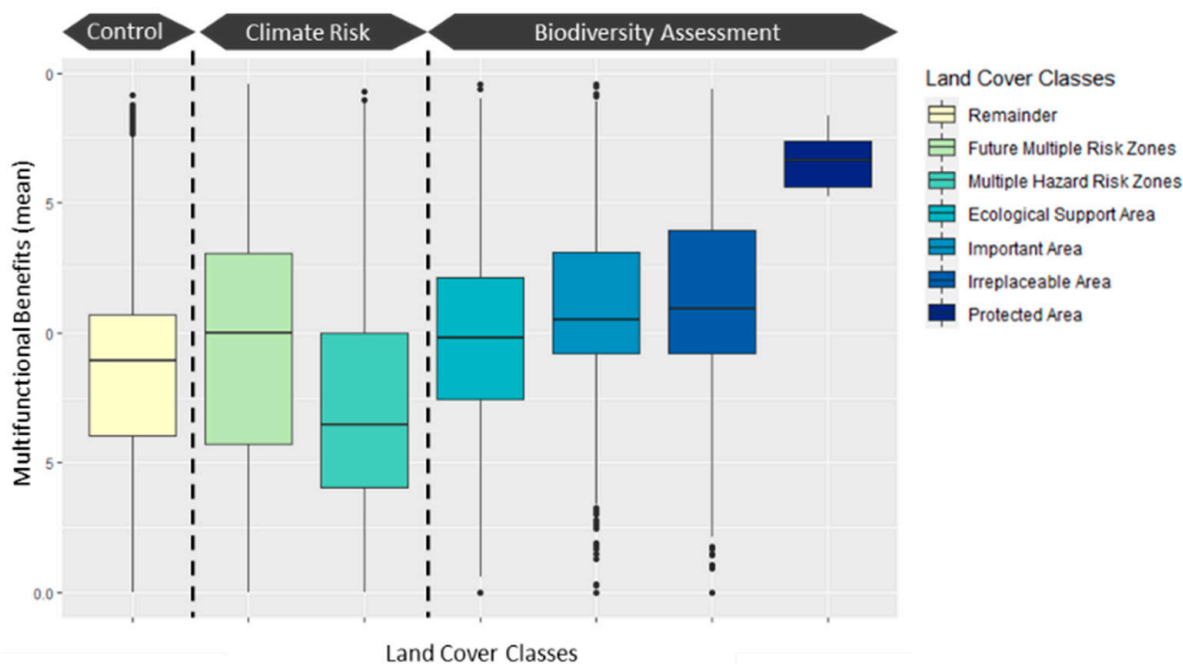 Control
Climate Risk
Biodiversity Assessment
Multifunctional Benefits (mean)
0
5
0
5
0.0
Land Cover Classes
Land Cover Classes
Remainder
Future Multiple Risk Zones
Multiple Hazard Risk Zones
Ecological Support Area
Important Area
Irreplaceable Area
Protected Area